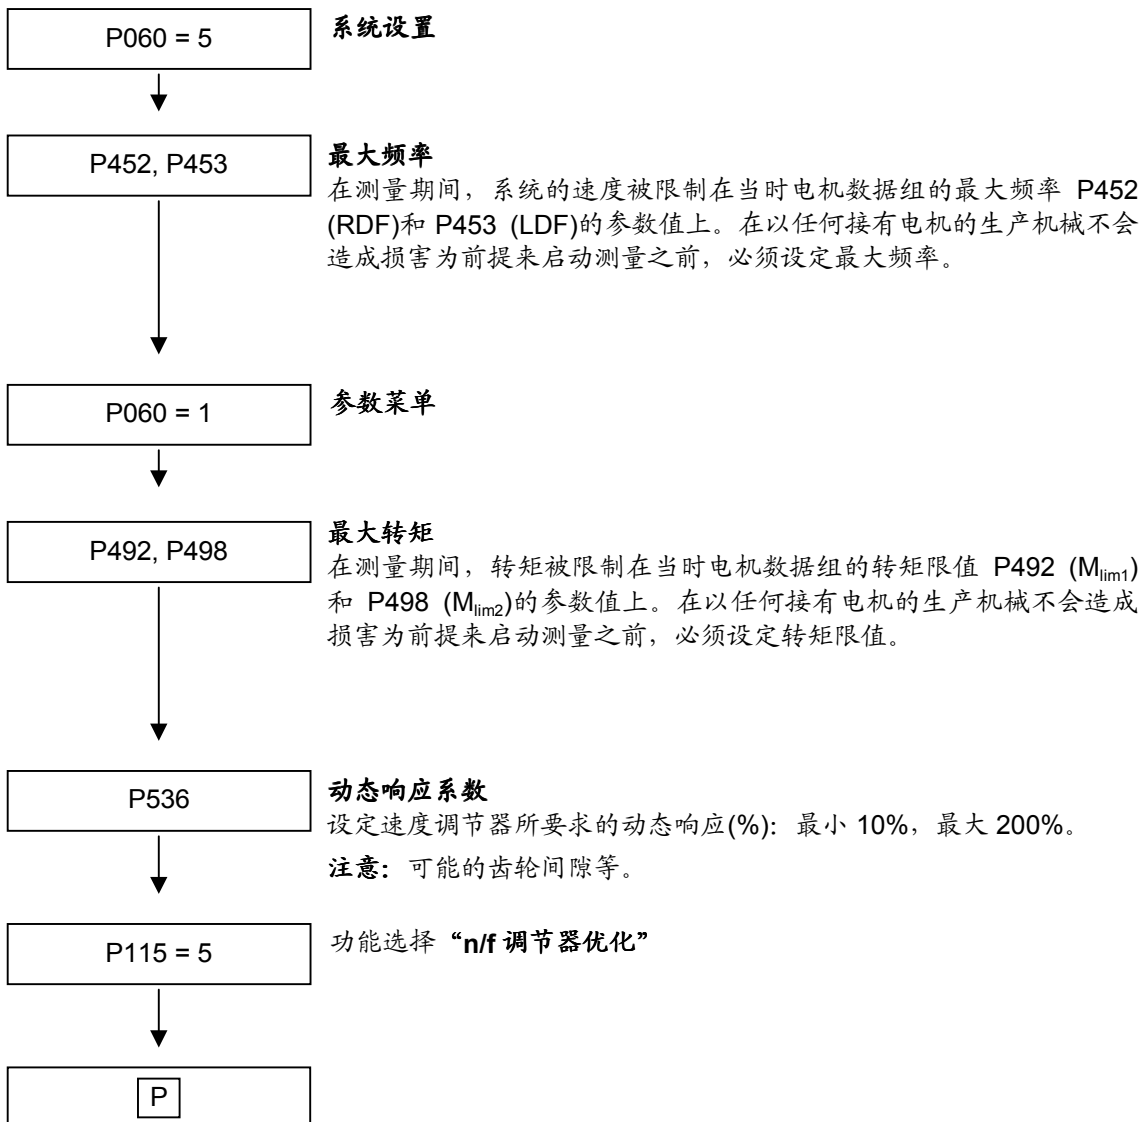 P060 = 5
系统设置
P452, P453
最大频率
在测量期间，系统的速度被限制在当时电机数据组的最大频率 P452
(RDF)和 P453 (LDF)的参数值上。在以任何接有电机的生产机械不会
造成损害为前提来启动测量之前，必须设定最大频率。
P060 = 1
参数菜单
P492, P498
最大转矩
在测量期间，转矩被限制在当时电机数据组的转矩限值 P492 (Mlim1)
和 P498 (Mlim2)的参数值上。在以任何接有电机的生产机械不会造成
损害为前提来启动测量之前，必须设定转矩限值。
P536
动态响应系数
设定速度调节器所要求的动态响应(%)：最小 10%，最大 200%。
注意：可能的齿轮间隙等。
P115 = 5
功能选择“n/f 调节器优化”
P